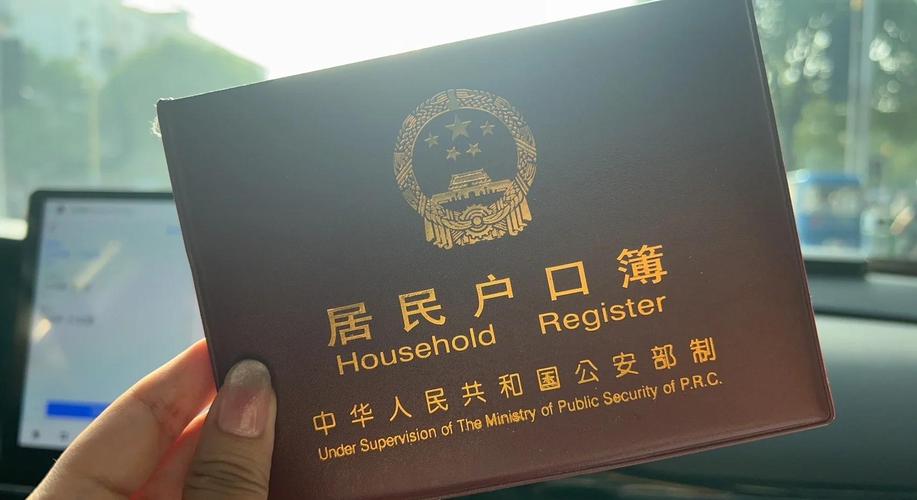 居民户口簿
Household Register
中华人民共和国公安部制
Under Supervision of The Ministry of Public Security of P.R.C.